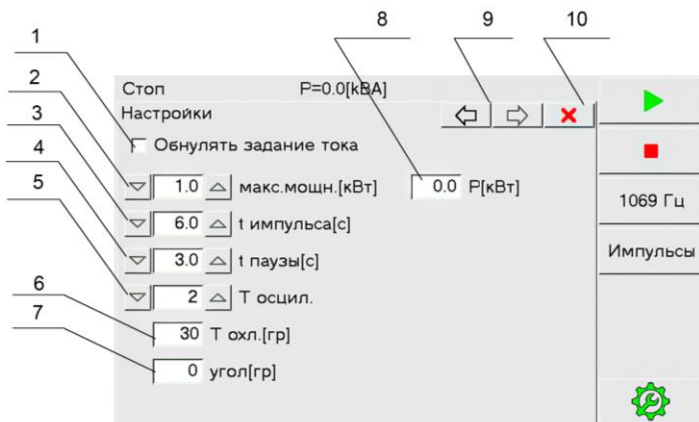 8 9 10
1
2
3
4
5
6
7
Стоп P=0.0[kBA]
Настройки
Обнулять задание тока
1.0 макс.мощн.[кВт] 0.0 P[кВт]
6.0 t импульса[с]
3.0 t паузы[с]
2 T осцил.
30 T охл.[гр]
0 угол[гр]
1069 Гц
Импульсы